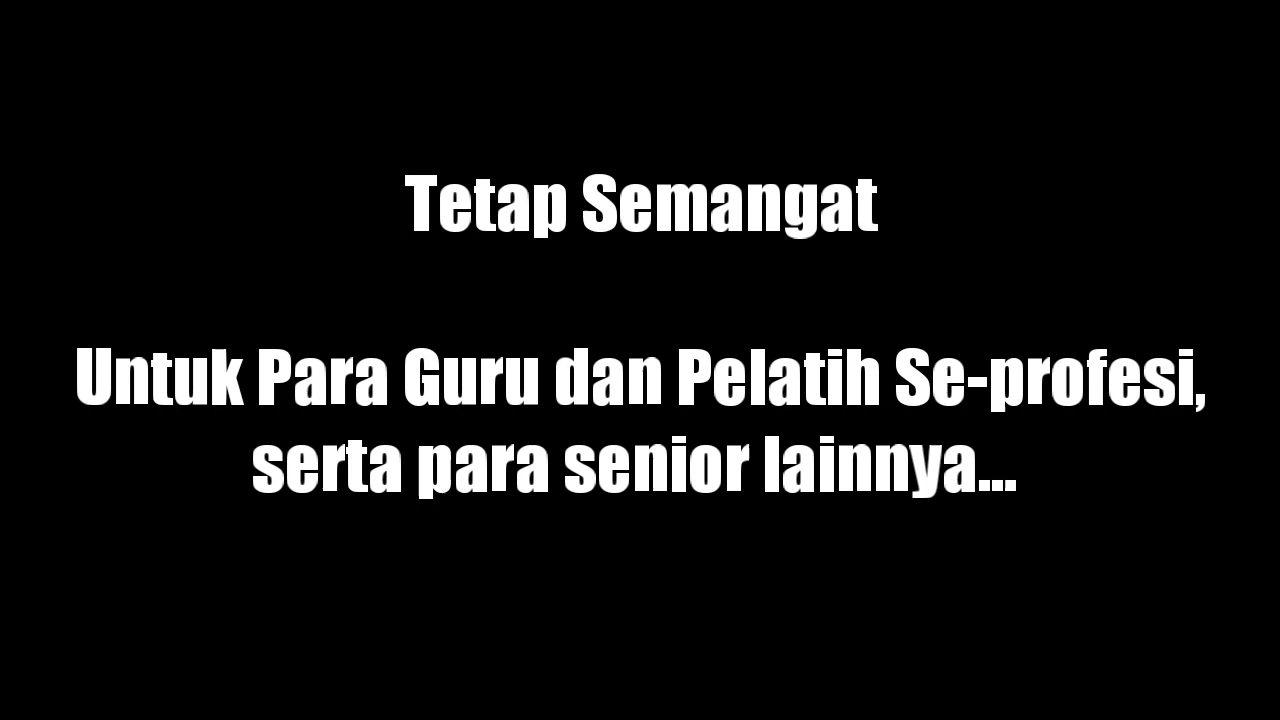 Tetap Semangat
Untuk Para Guru dan Pelatih Se-profesi,
serta para senior lainnya...